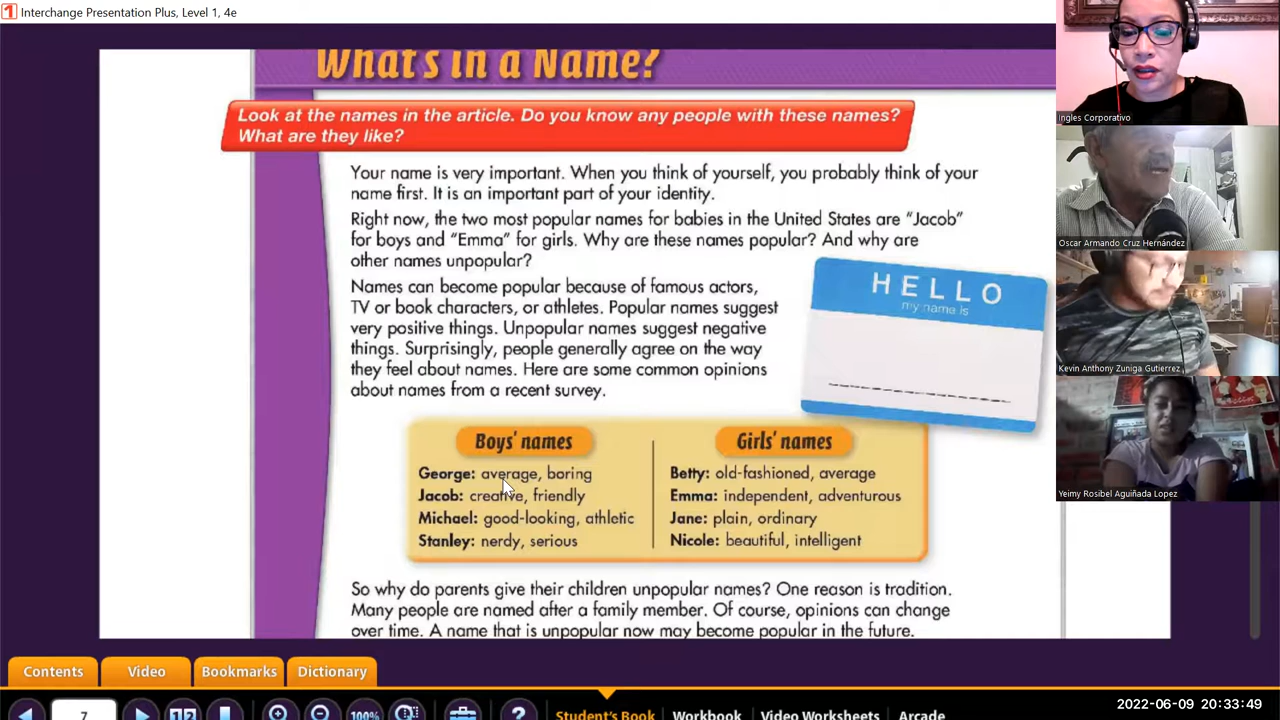 Interchange Presentation Plus, Level 1, 4e
What's in a Name?
Look at the names in the article. Do you know any people with these names?
What are they like?
Your name is very important. When you think of yourself, you probably think of your
name first. It is an important part of your identity.
Right now, the two most popular names for babies in the United States are "Jacob"
for boys and "Emma" for girls. Why are these names popular? And why are
other names unpopular?
Names can become popular because of famous actors,
TV or book characters, or athletes. Popular names suggest
very positive things. Unpopular names suggest negative
things. Surprisingly, people generally agree on the way
they feel about names. Here are some common opinions
about names from a recent survey.
HELLO
my name is
Boys' names
George: average, boring
Jacob: creative, friendly
Michael: good-looking, athletic
Stanley: nerdy, serious
Girls' names
Betty: old-fashioned, average
Emma: independent, adventurous
Jane: plain, ordinary
Nicole: beautiful, intelligent
So why do parents give their children unpopular names? One reason is tradition.
Many people are named after a family member. Of course, opinions can change
over time. A name that is unpopular now may become popular in the future.
Ingles Corporativo
Oscar Armando Cruz Hernández
Kevin Anthony Zuniga Gutierrez
Yeimy Rosibel Aguiñada Lopez
Contents
Video
Bookmarks
Dictionary
7
1 2
100%
?
Student's Book
Workbook
Video Worksheets
Arcade
2022-06-09 20:33:49